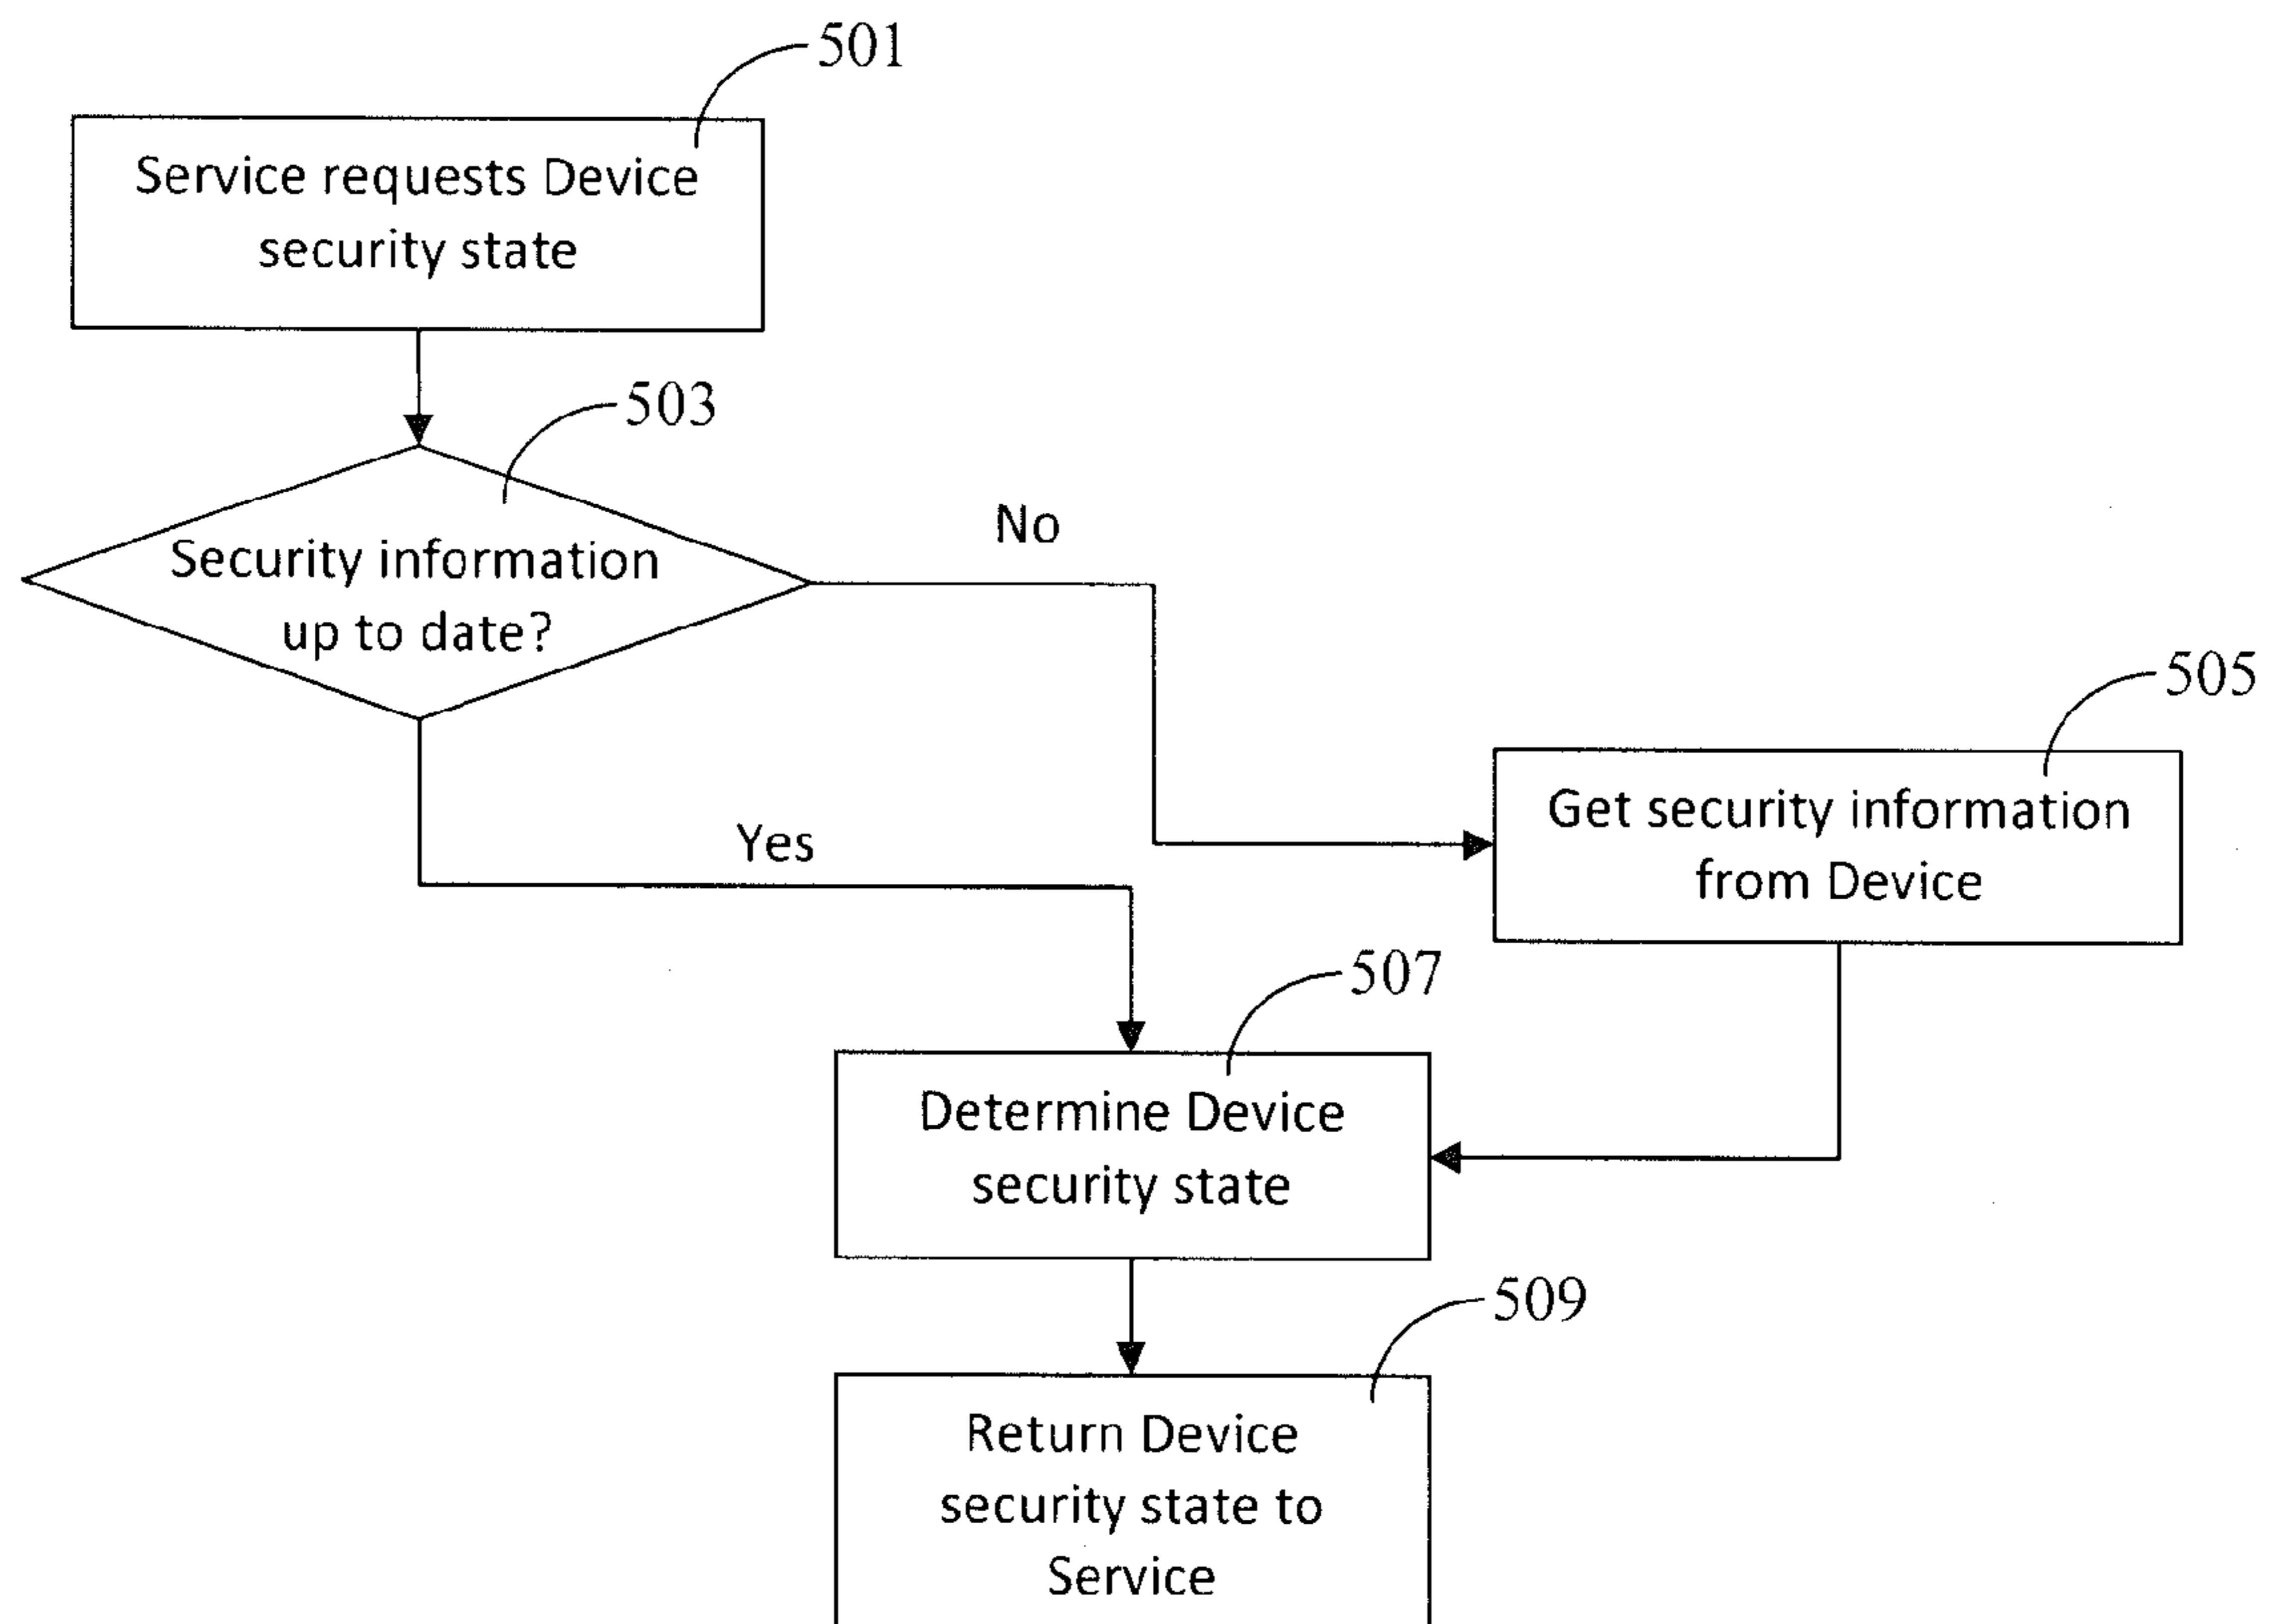 501
Service requests Device
security state
503
Security information
up to date?
No
505
Get security information
from Device
Yes
507
Determine Device
security state
509
Return Device
security state to
Service